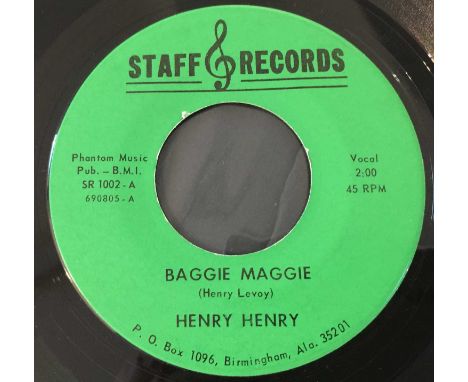 STAFF RECORDS
Phantom Music
Pub. - B.M.I.
SR 1002-A
690805-A
Vocal
2:00
45 RPM
BAGGIE MAGGIE
(Henry Levoy)
HENRY HENRY
P. O. Box 1096, Birmingham, Ala. 35201